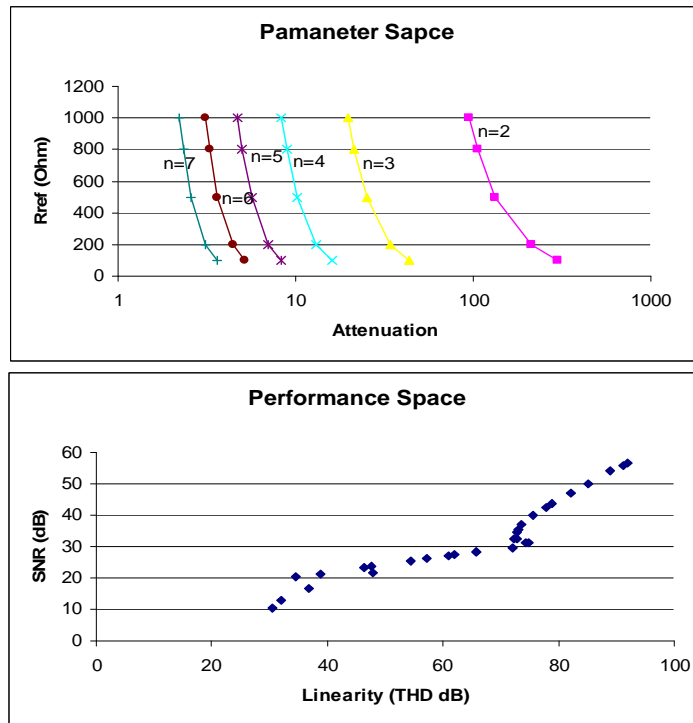 Pamaneter Sapce
Rref (Ohm)
1200
1000
800
600
400
200
0
n=7
n=6
n=5
n=4
n=3
n=2
1 10 100 1000
Attenuation
Performance Space
SNR (dB)
60
50
40
30
20
10
0
0 20 40 60 80 100
Linearity (THD dB)